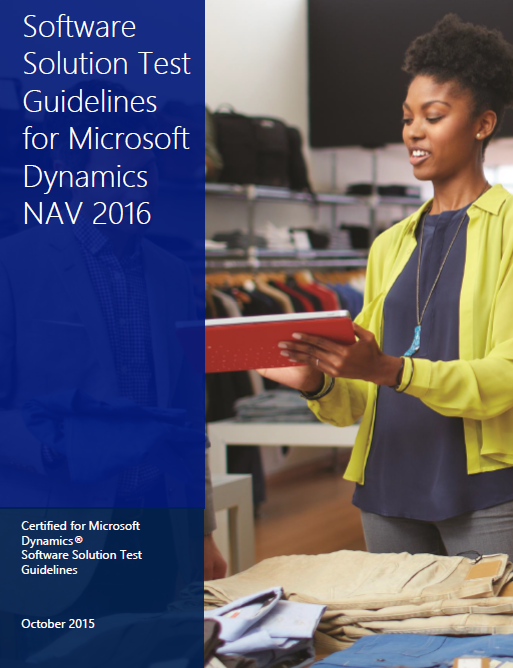 Software
Solution Test
Guidelines
for Microsoft
Dynamics
NAV 2016
Certified for Microsoft
Dynamics®
Software Solution Test
Guidelines
October 2015